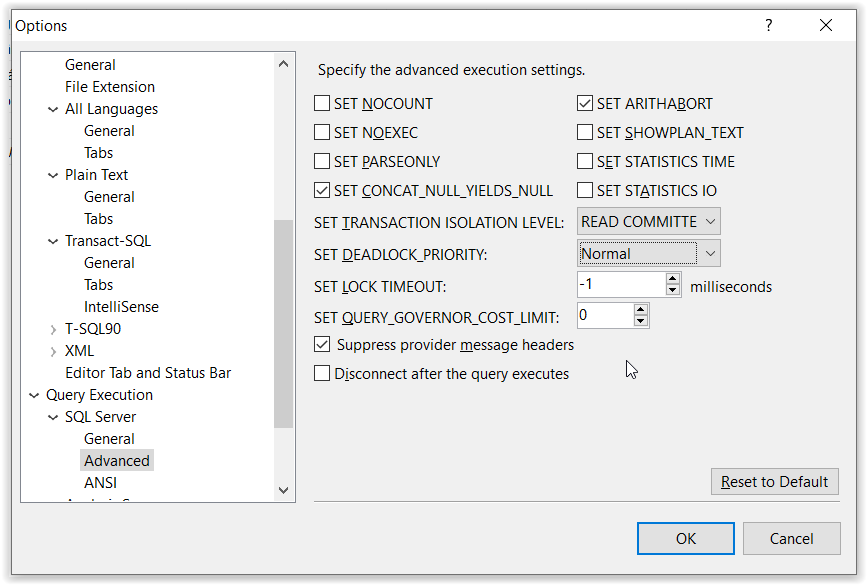 Options
?
General
File Extension
All Languages
General
Tabs
Plain Text
General
Tabs
Transact-SQL
General
Tabs
IntelliSense
T-SQL90
XML
Editor Tab and Status Bar
Query Execution
SQL Server
General
Advanced
ANSI
Specify the advanced execution settings.
SET NOCOUNT
SET ARITHABORT
SET NOEXEC
SET SHOWPLAN_TEXT
SET PARSEONLY
SET STATISTICS TIME
SET CONCAT_NULL_YIELDS_NULL
SET STATISTICS IO
SET TRANSACTION ISOLATION LEVEL: READ COMMITTE
SET DEADLOCK_PRIORITY: Normal
SET LOCK TIMEOUT: -1 milliseconds
SET QUERY_GOVERNOR_COST_LIMIT: 0
Suppress provider message headers
Disconnect after the query executes
Reset to Default
OK
Cancel